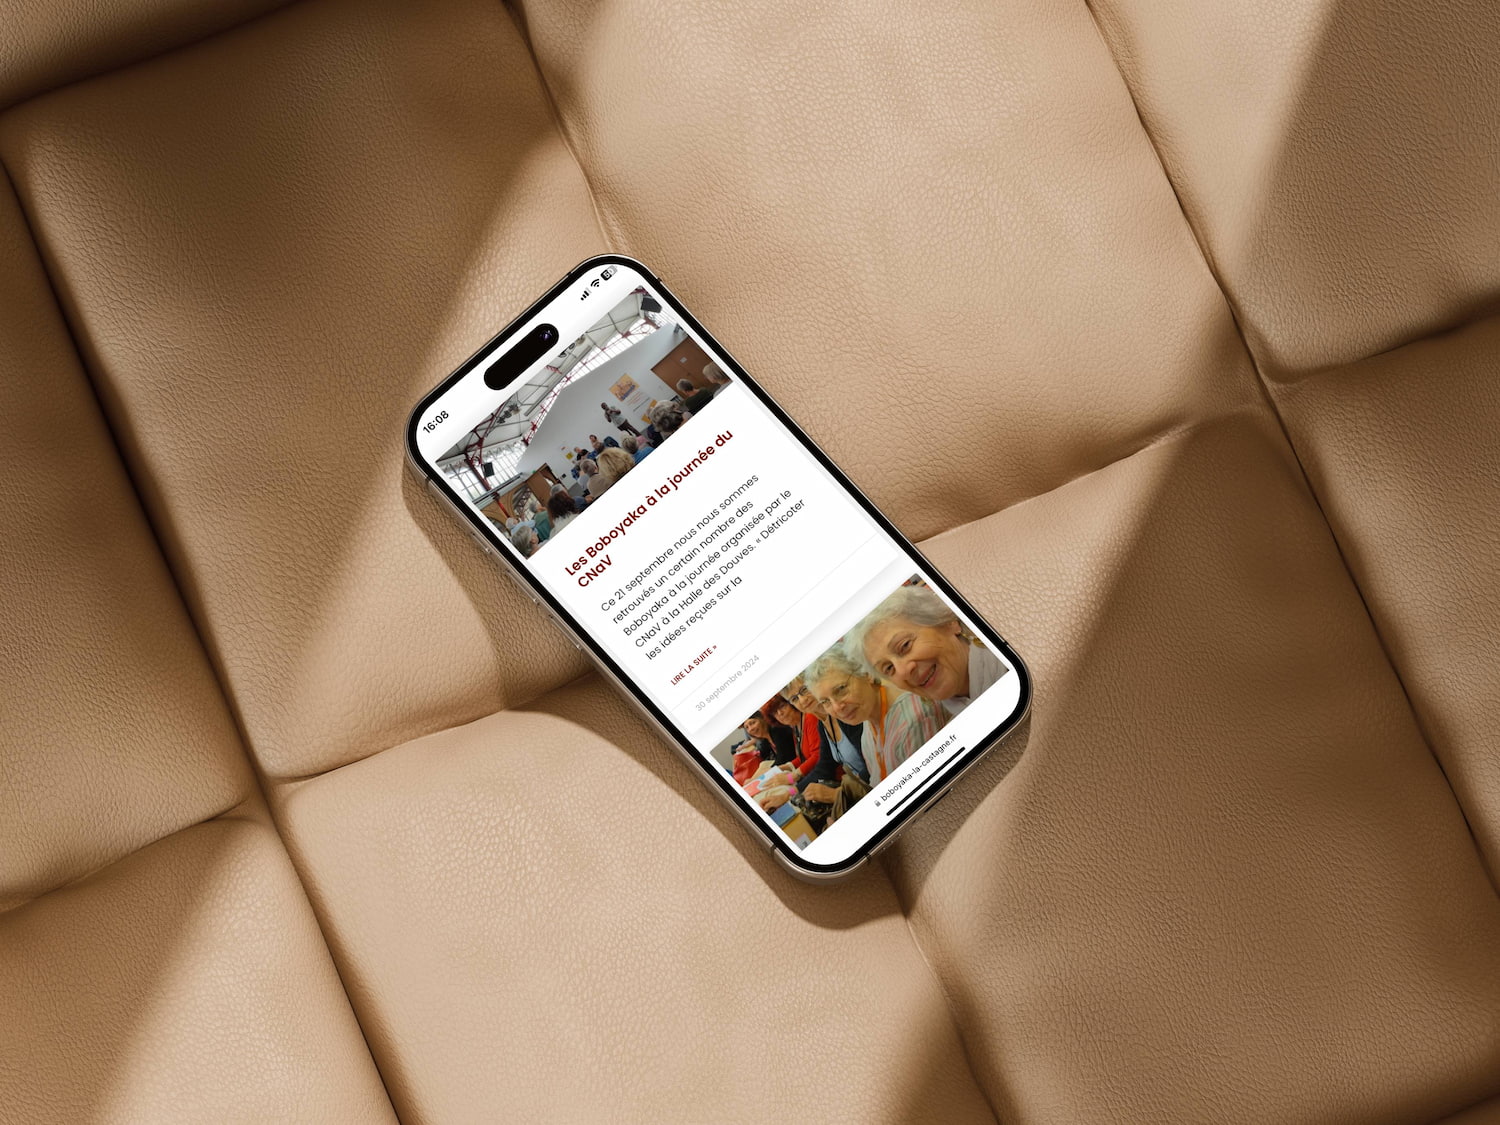 16:08
Les Boboyaka à la journée du
CNaV
Ce 21 septembre nous nous sommes
retrouvés un certain nombre des
Boboyaka à la journée organisée par le
CNaV à la Halle des Douves. « Détricoter
les idées reçues sur la
LIRE LA SUITE »
30 septembre 2024
boboyaka-la-castagne.fr